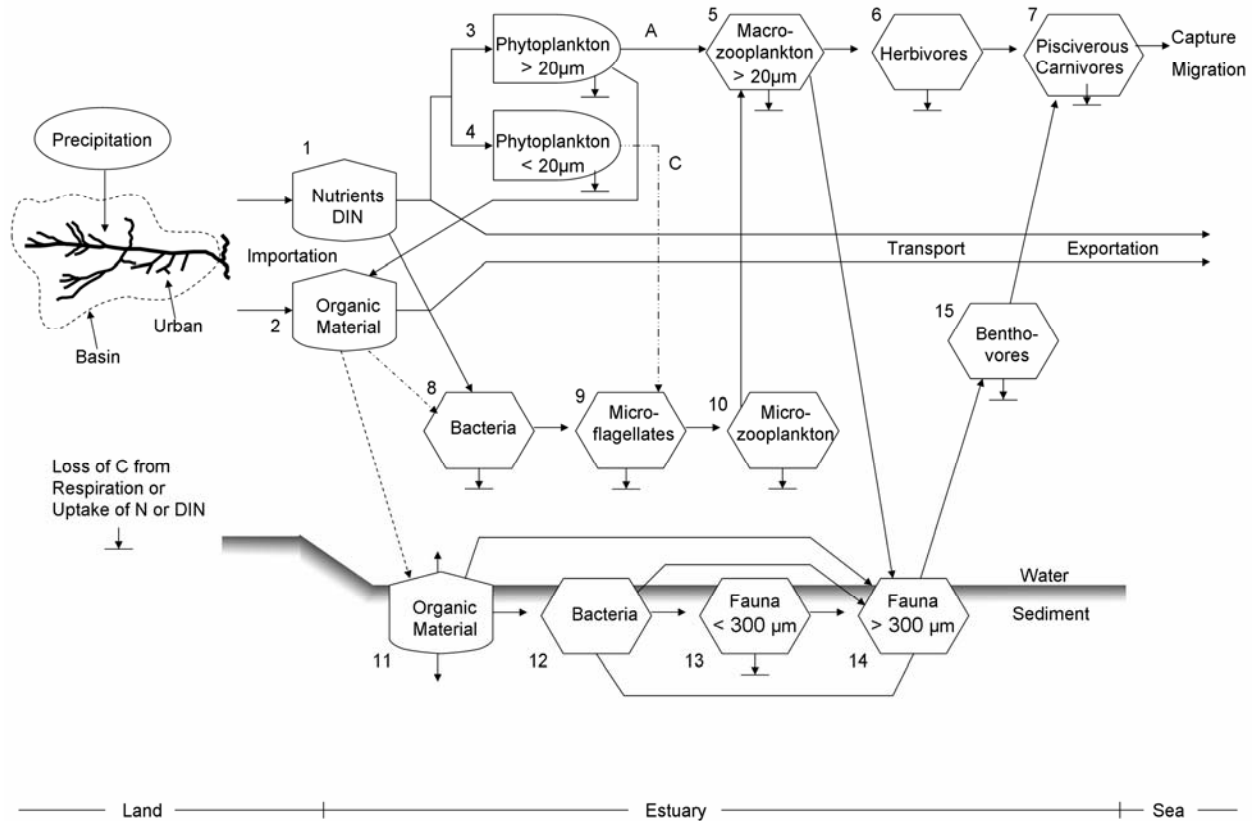 3
Phytoplankton
> 20µm
A
5
Macro-
zooplankton
> 20µm
6
Herbivores
7
Pisciverous
Carnivores
Capture
Migration
4
Phytoplankton
< 20µm
C
Precipitation
1
Nutrients
DIN
Importation
Transport
Exportation
2
Organic
Material
Urban
Basin
15
Bentho-
vores
8
Bacteria
9
Micro-
flagellates
10
Micro-
zooplankton
Loss of C from
Respiration or
Uptake of N or DIN
Water
Sediment
11
Organic
Material
12
Bacteria
13
Fauna
< 300 µm
14
Fauna
> 300 µm
Land
Estuary
Sea